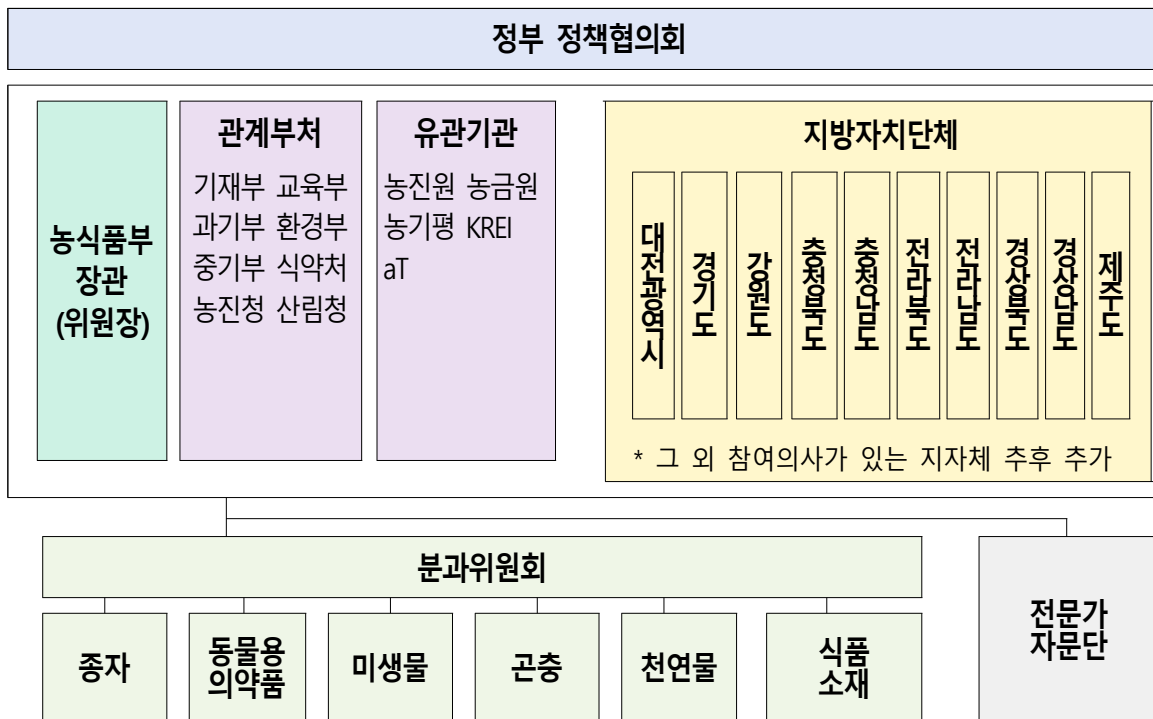 정부 정책협의회
농식품부
장관
(위원장)
관계부처
기재부 교육부
과기부 환경부
중기부 식약처
농진청 산림청
유관기관
농진원 농금원
농기평 KREI
aT
지방자치단체
대전광역시
경기도
강원도
충청북도
충청남도
전라북도
전라남도
경상북도
경상남도
제주도
* 그 외 참여의사가 있는 지자체 추후 추가
분과위원회
종자
동물용
의약품
미생물
곤충
천연물
식품
소재
전문가
자문단